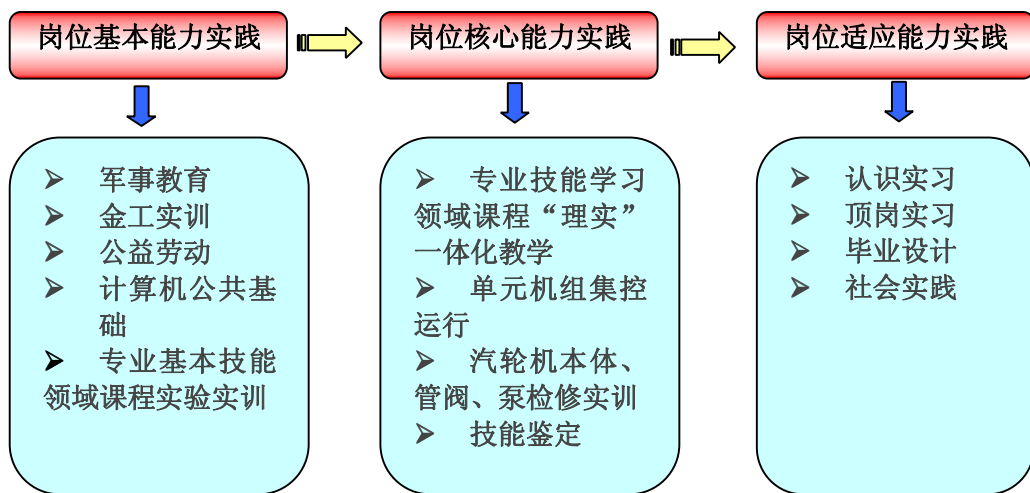 岗位基本能力实践
岗位核心能力实践
岗位适应能力实践
➢ 军事教育
➢ 金工实训
➢ 公益劳动
➢ 计算机公共基
础
➢ 专业基本技能
领域课程实验实训
➢ 专业技能学习
领域课程“理实”
一体化教学
➢ 单元机组集控
运行
➢ 汽轮机本体、
管阀、泵检修实训
➢ 技能鉴定
➢ 认识实习
➢ 顶岗实习
➢ 毕业设计
➢ 社会实践